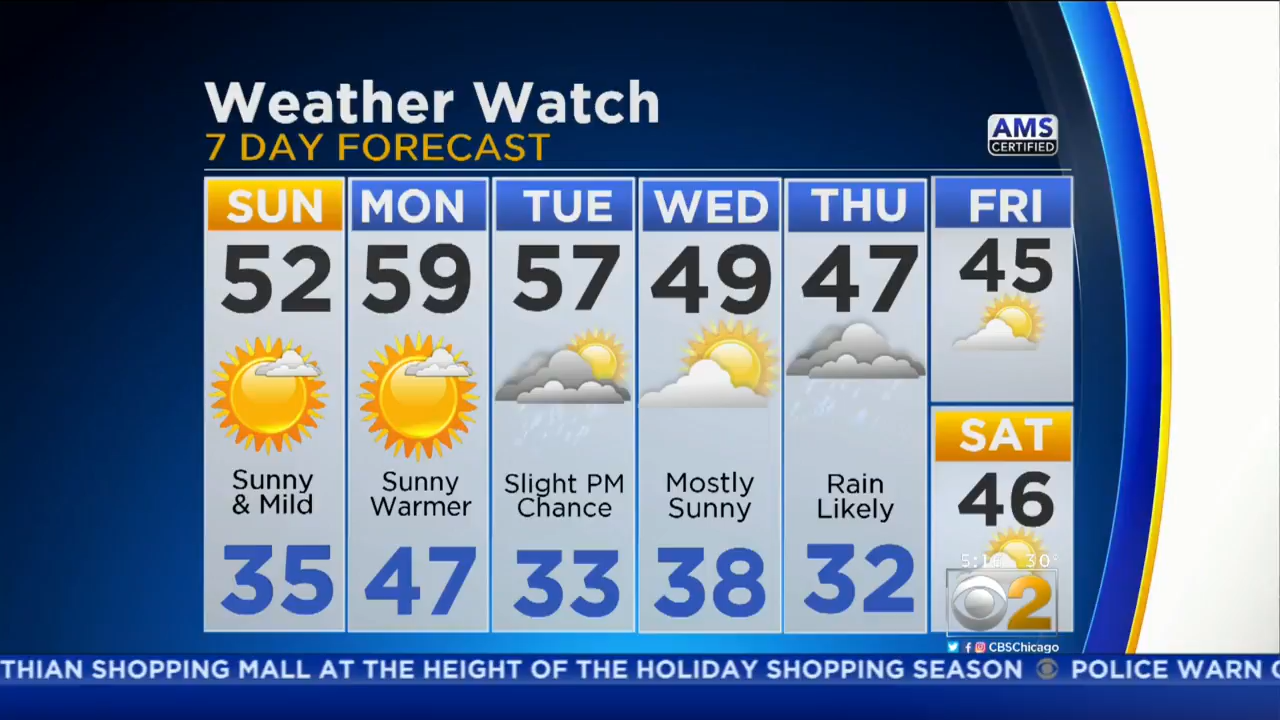 Weather Watch
7 DAY FORECAST
AMS
CERTIFIED
SUN
52
Sunny
& Mild
35
MON
59
Sunny
Warmer
47
TUE
57
Slight PM
Chance
33
WED
49
Mostly
Sunny
38
THU
47
Rain
Likely
32
FRI
45
SAT
46
30°
2
CBSChicago
THIAN SHOPPING MALL AT THE HEIGHT OF THE HOLIDAY SHOPPING SEASON
POLICE WARN